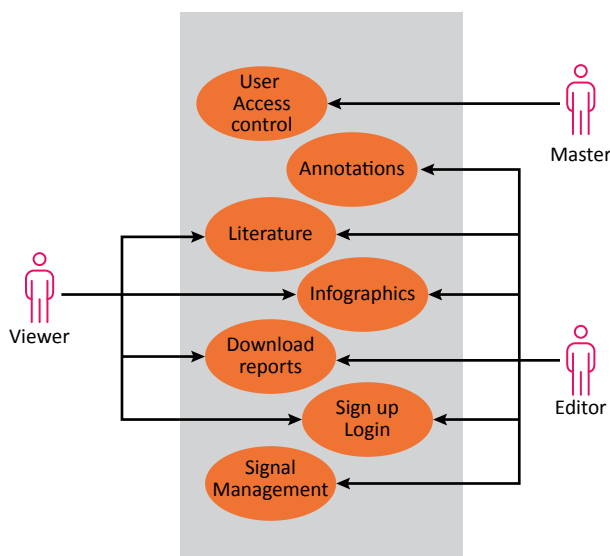 User
Access
control
Master
Annotations
Literature
Infographics
Viewer
Download
reports
Editor
Sign up
Login
Signal
Management